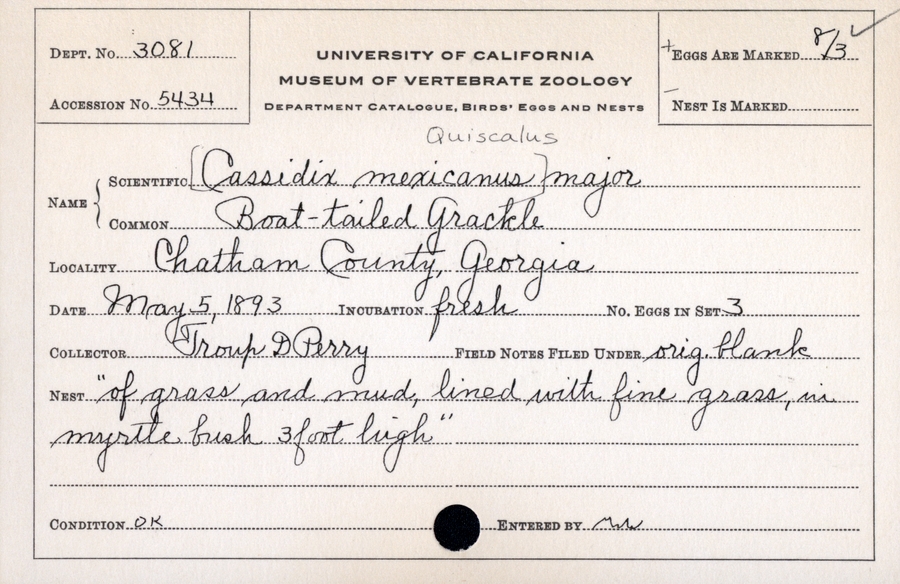 DEPT. No. 3081
ACCESSION No. 5434
UNIVERSITY OF CALIFORNIA
MUSEUM OF VERTEBRATE ZOOLOGY
DEPARTMENT CATALOGUE, BIRDS' EGGS AND NESTS
+ EGGS ARE MARKED 8/3 ✓
- NEST IS MARKED
Quiscalus
NAME { SCIENTIFIC [Cassidix mexicanus] major
COMMON Boat-tailed Grackle
LOCALITY Chatham County, Georgia
DATE May 5, 1893 INCUBATION fresh No. EGGS IN SET 3
COLLECTOR Troup D Perry FIELD NOTES FILED UNDER orig. blank
NEST "of grass and mud, lined with fine grass, in
myrtle bush 3 foot high"
CONDITION OK ENTERED BY